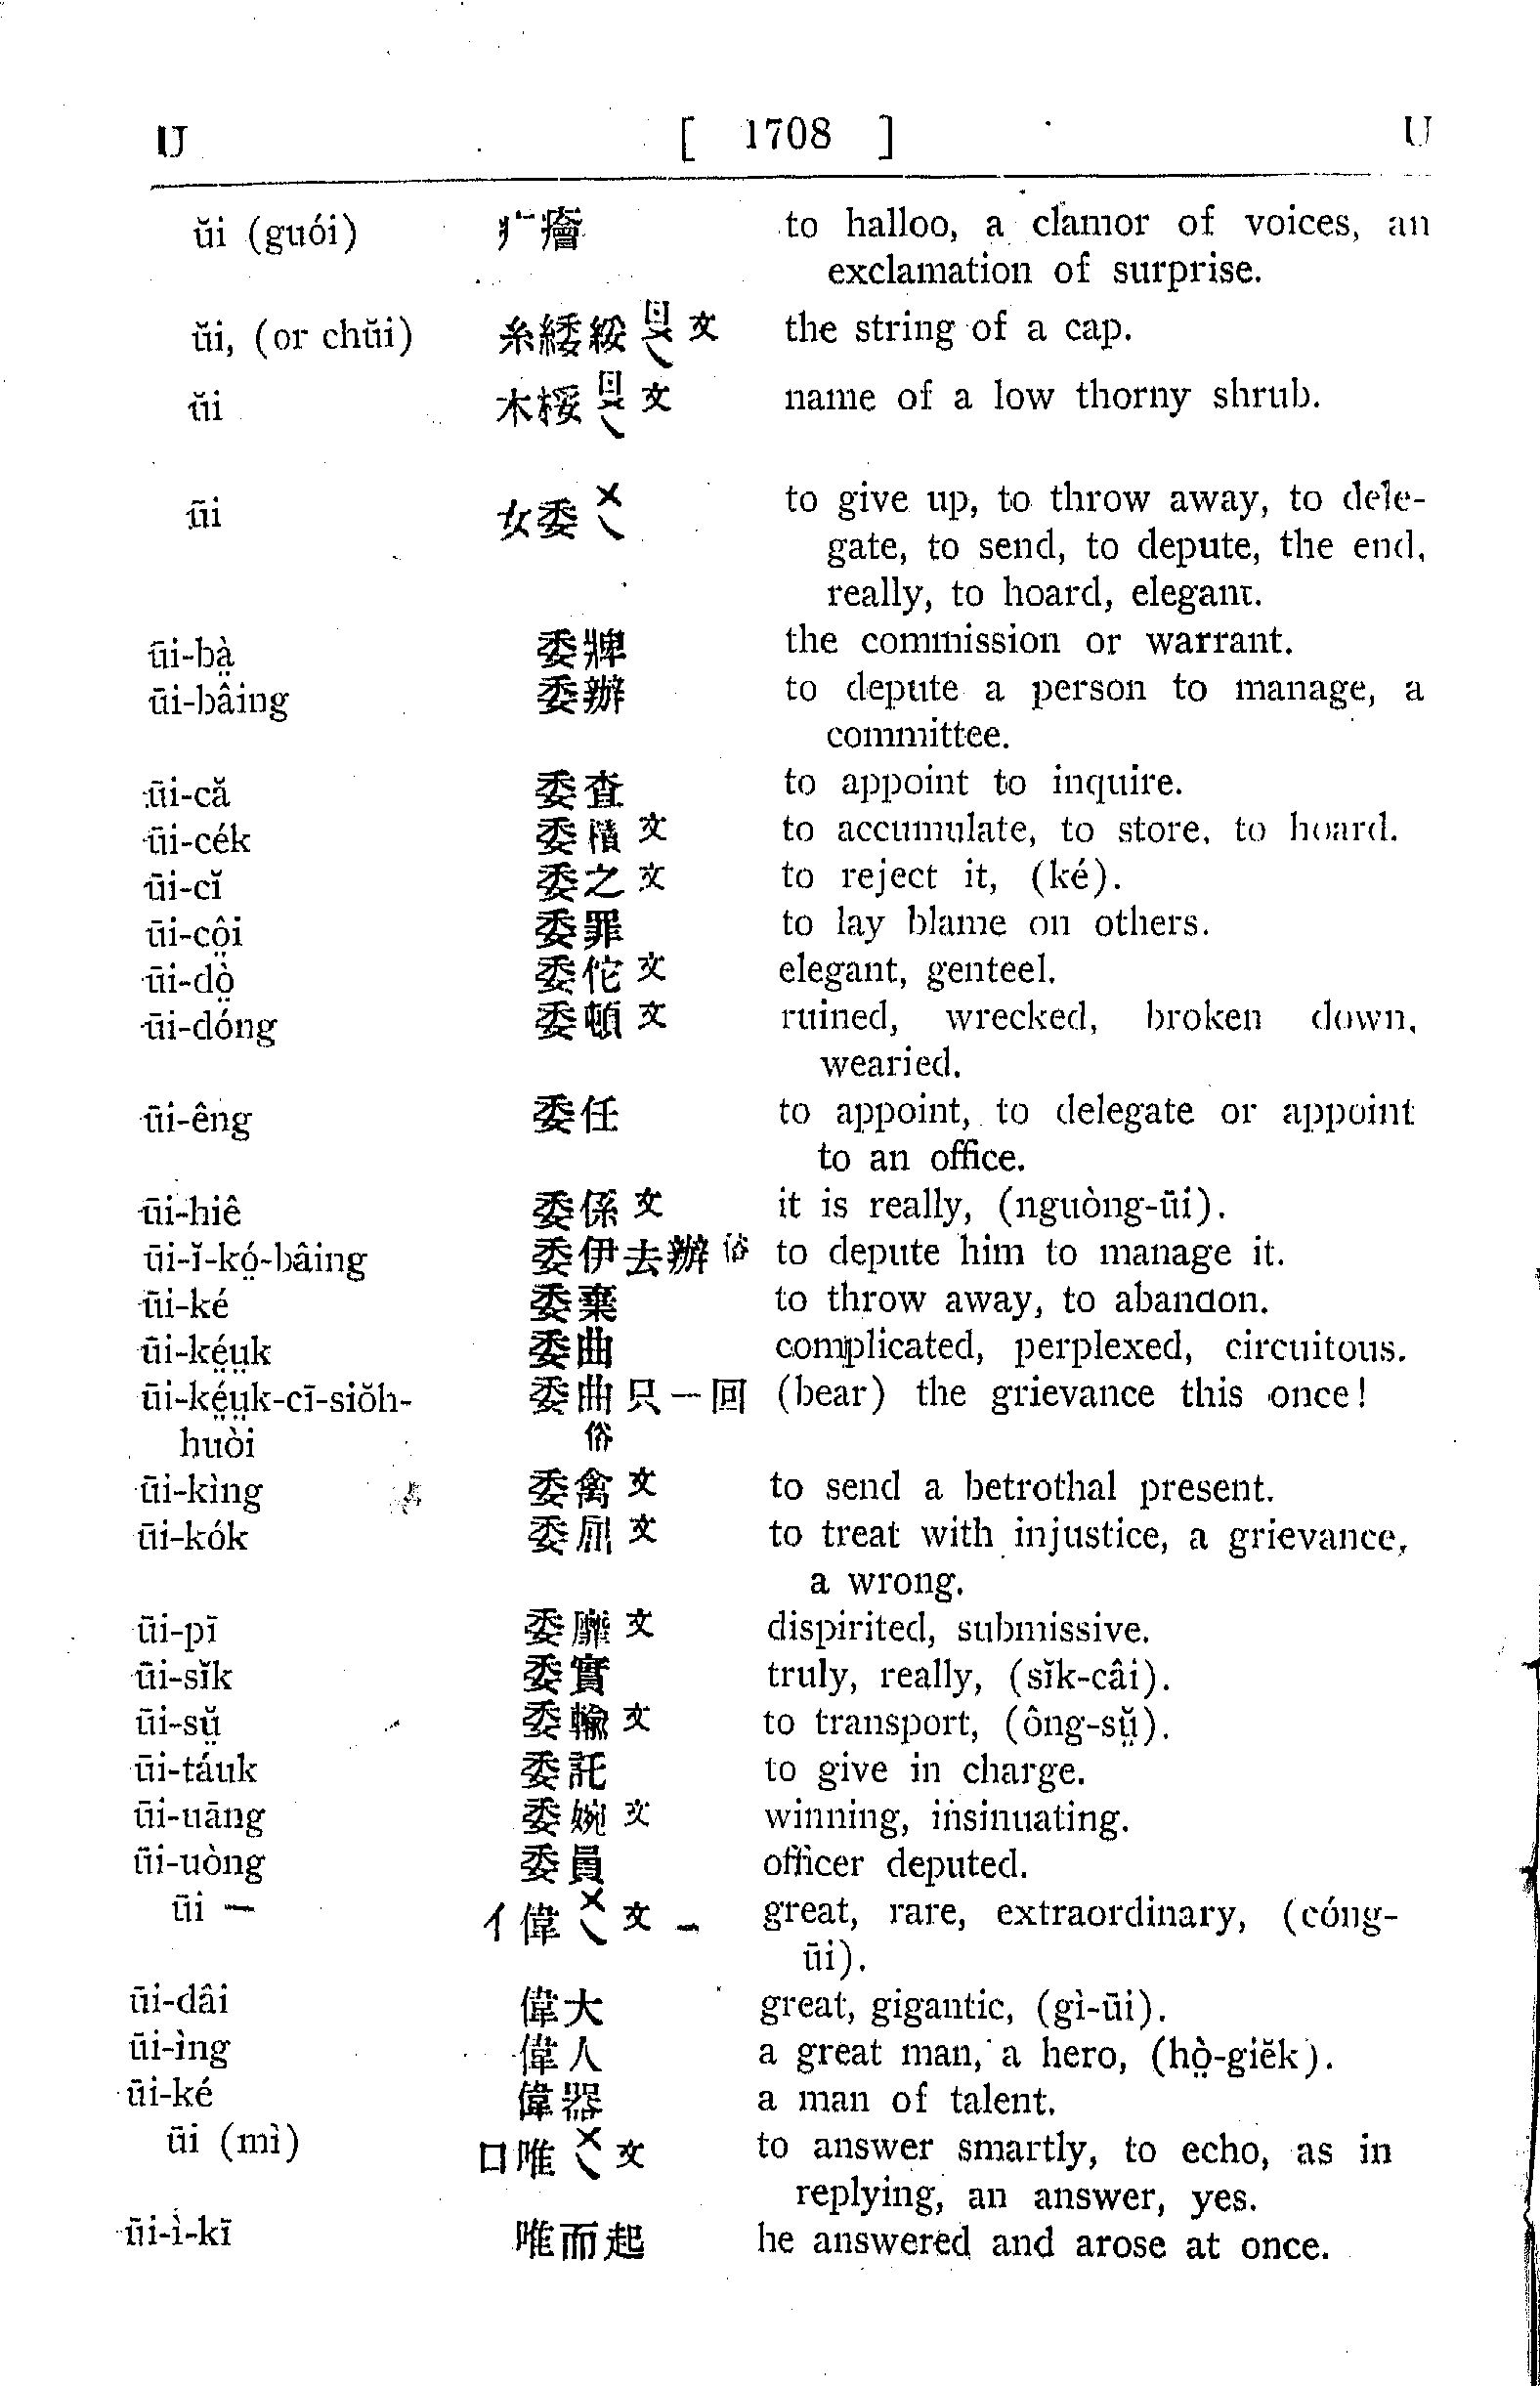 U [ 1708 ] U
ŭi (guói) 疒癐 to halloo, a clamor of voices, an
exclamation of surprise.
ŭi, (or chŭi) 糸緌綏 ㄖㄨㄟ 文 the string of a cap.
ŭi 木桵 ㄖㄨㄟ 文 name of a low thorny shrub.
ūi 女委 ㄨㄟ to give up, to throw away, to dele-
gate, to send, to depute, the end,
really, to hoard, elegant.
ūi-bà̤ 委牌 the commission or warrant.
ūi-bâing 委辦 to depute a person to manage, a
committee.
ūi-că 委查 to appoint to inquire.
ūi-cék 委積 文 to accumulate, to store, to hoard.
ūi-cĭ 委之 文 to reject it, (ké).
ūi-cô̤i 委罪 to lay blame on others.
ūi-dò̤ 委佗 文 elegant, genteel.
ūi-dóng 委頓 文 ruined, wrecked, broken down,
wearied.
ūi-êng 委任 to appoint, to delegate or appoint
to an office.
ūi-hiê 委係 文 it is really, (nguòng-ūi).
ūi-ĭ-kó̤-bâing 委伊去辦 俗 to depute him to manage it.
ūi-ké 委棄 to throw away, to abandon.
ūi-ké̤ṳk 委曲 complicated, perplexed, circuitous.
ūi-ké̤ṳk-cī-siŏh- 委曲只一回 (bear) the grievance this once!
huòi 俗
ūi-kìng 委禽 文 to send a betrothal present.
ūi-kók 委屈 文 to treat with injustice, a grievance,
a wrong.
ūi-pī 委靡 文 dispirited, submissive.
ūi-sĭk 委實 truly, really, (sĭk-câi).
ūi-sṳ̆ 委輸 文 to transport, (ông-sṳ̆).
ūi-táuk 委託 to give in charge.
ūi-uāng 委婉 文 winning, insinuating.
ūi-uòng 委員 officer deputed.
ūi — 亻偉 ㄨㄟ 文 – great, rare, extraordinary, (cóng-
ūi).
ūi-dâi 偉大 great, gigantic, (gì-ūi).
ūi-ìng 偉人 a great man, a hero, (hò̤-giĕk).
ūi-ké 偉器 a man of talent.
ūi (mì) 口唯 ㄨㄟ 文 to answer smartly, to echo, as in
replying, an answer, yes.
ūi-ì-kī 唯而起 he answered and arose at once.